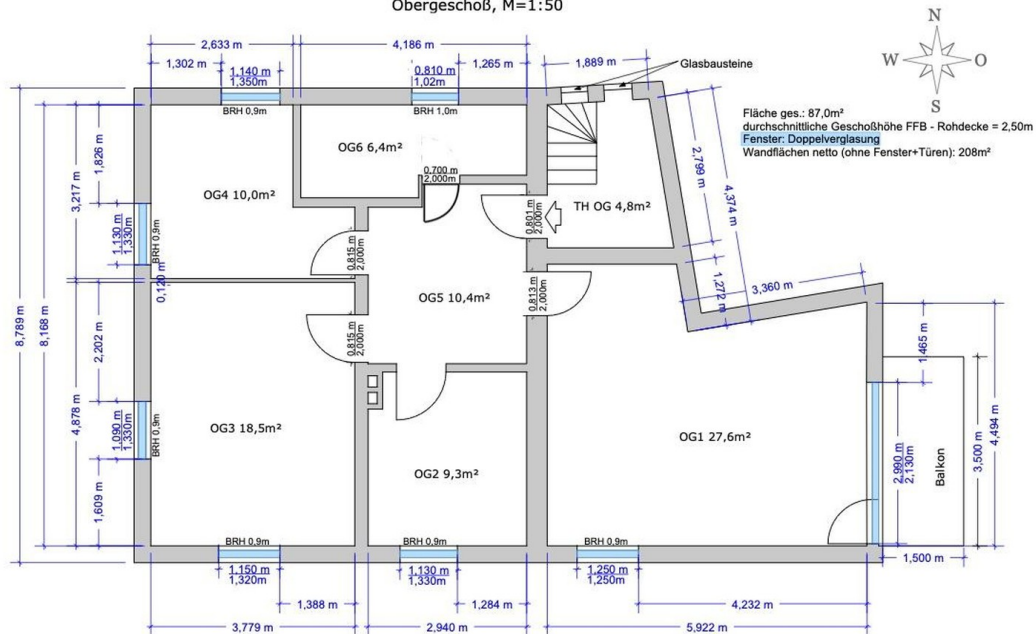 Obergeschoß, M=1:50
2,633 m
4,186 m
1,302 m
1,140 m
1,350m
0,810 m
1,02m
1,265 m
1,889 m
Glasbausteine
N
W
O
S
Fläche ges.: 87,0m²
durchschnittliche Geschoßhöhe FFB - Rohdecke = 2,50m
Fenster: Doppelverglasung
Wandflächen netto (ohne Fenster+Türen): 208m²
BRH 0,9m
BRH 1,0m
1,826 m
3,217 m
OG6 6,4m²
0,700 m
2,000m
2,799 m
4,374 m
OG4 10,0m²
TH OG 4,8m²
0,801 m
2,000m
1,130 m
1,330m
BRH 0,9m
0,815 m
2,000m
0,120 m
1,272 m
3,360 m
OG5 10,4m²
0,813 m
2,000m
8,789 m
8,168 m
2,202 m
0,815 m
2,000m
1,465 m
4,878 m
1,090 m
1,330m
BRH 0,9m
OG3 18,5m²
OG1 27,6m²
4,494 m
3,500 m
2,990 m
2,130m
Balkon
OG2 9,3m²
1,609 m
BRH 0,9m
BRH 0,9m
BRH 0,9m
1,500 m
1,150 m
1,320m
1,130 m
1,330m
1,250 m
1,250m
1,388 m
1,284 m
4,232 m
3,779 m
2,940 m
5,922 m